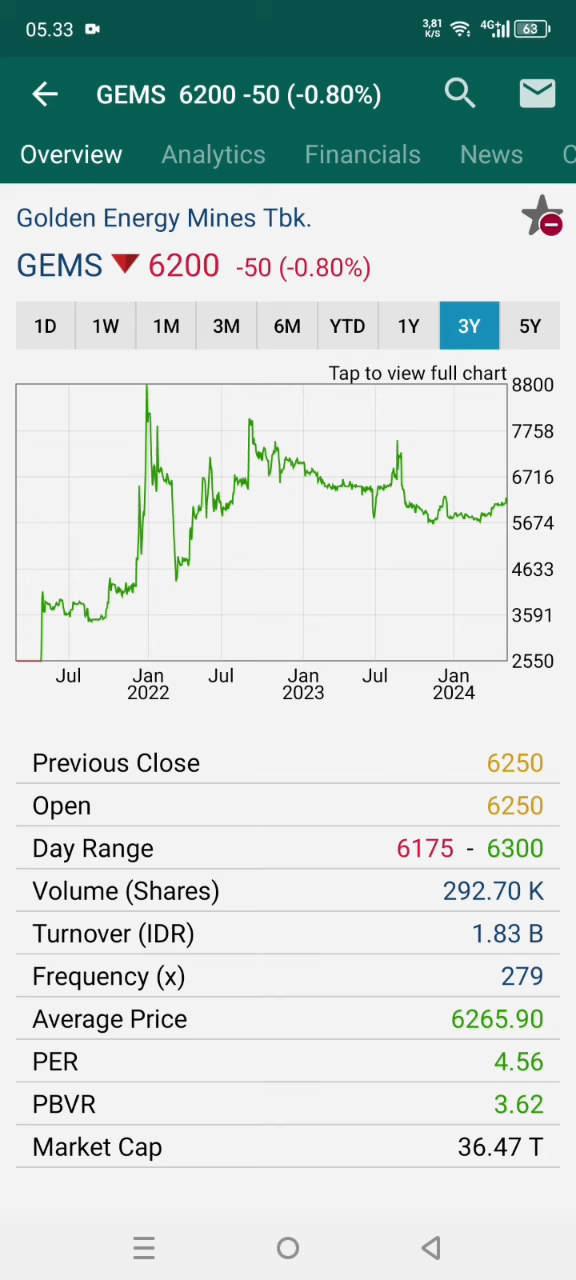 05.33 3,81 K/S 4G+ 63
GEMS 6200 -50 (-0.80%)
Overview Analytics Financials News C
Golden Energy Mines Tbk.
GEMS 6200 -50 (-0.80%)
1D 1W 1M 3M 6M YTD 1Y 3Y 5Y
Tap to view full chart
8800
7758
6716
5674
4633
3591
2550
Jul Jan 2022 Jul Jan 2023 Jul Jan 2024
Previous Close 6250
Open 6250
Day Range 6175 - 6300
Volume (Shares) 292.70 K
Turnover (IDR) 1.83 B
Frequency (x) 279
Average Price 6265.90
PER 4.56
PBVR 3.62
Market Cap 36.47 T